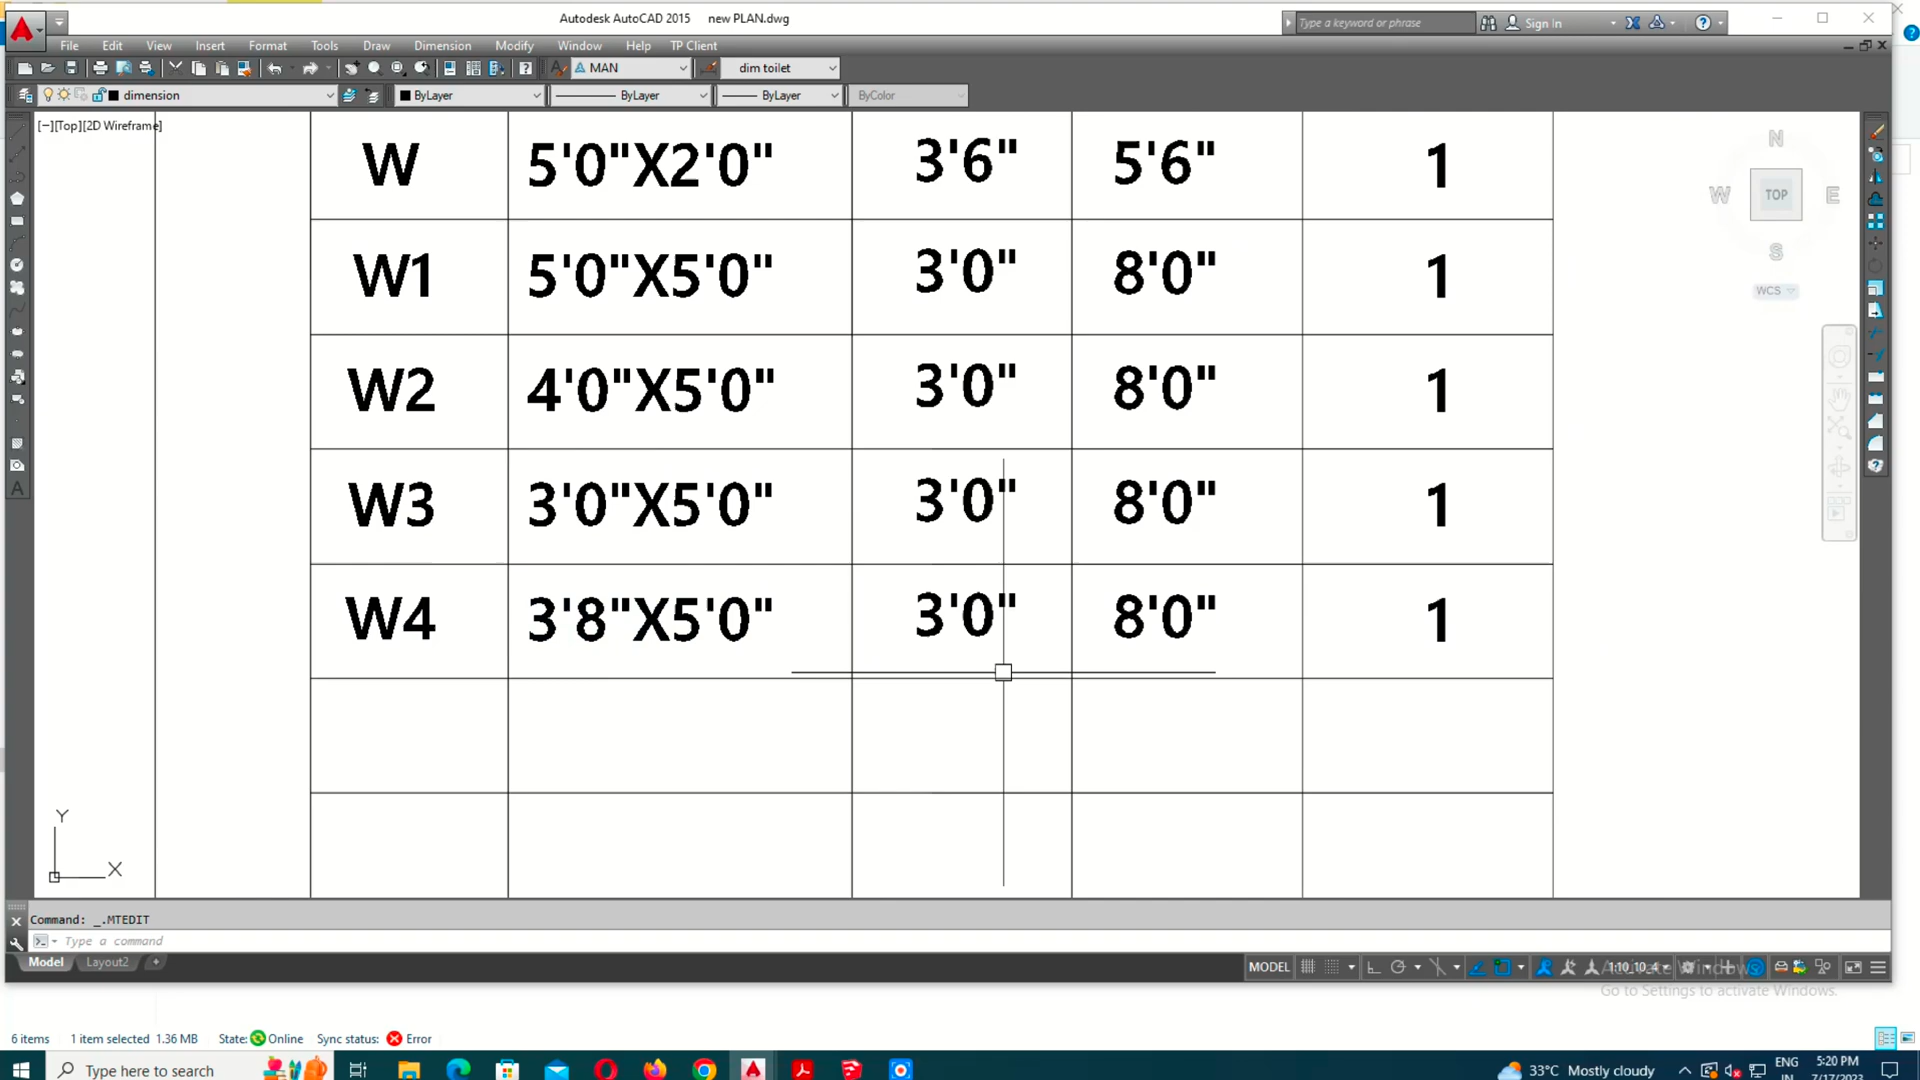 Autodesk AutoCAD 2015 new PLAN.dwg
Type a keyword or phrase
Sign In
File Edit View Insert Format Tools Draw Dimension Modify Window Help TP Client
MAN
dim toilet
dimension
ByLayer
ByLayer
ByLayer
ByColor
[−][Top][2D Wireframe]
W 5'0"X2'0" 3'6" 5'6" 1
W1 5'0"X5'0" 3'0" 8'0" 1
W2 4'0"X5'0" 3'0" 8'0" 1
W3 3'0"X5'0" 3'0" 8'0" 1
W4 3'8"X5'0" 3'0" 8'0" 1
N
W TOP E
S
WCS
Y
X
Command: _.MTEDIT
Type a command
Model Layout2 +
MODEL
Activate Windows
Go to Settings to activate Windows.
6 items 1 item selected 1.36 MB State: Online Sync status: Error
Type here to search
33°C Mostly cloudy
ENG
IN
5:20 PM